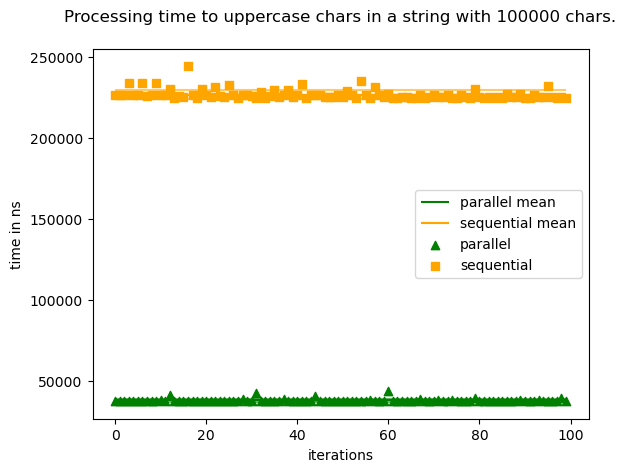 Processing time to uppercase chars in a string with 100000 chars.
250000
200000
150000
100000
50000
time in ns
parallel mean
sequential mean
parallel
sequential
0 20 40 60 80 100
iterations